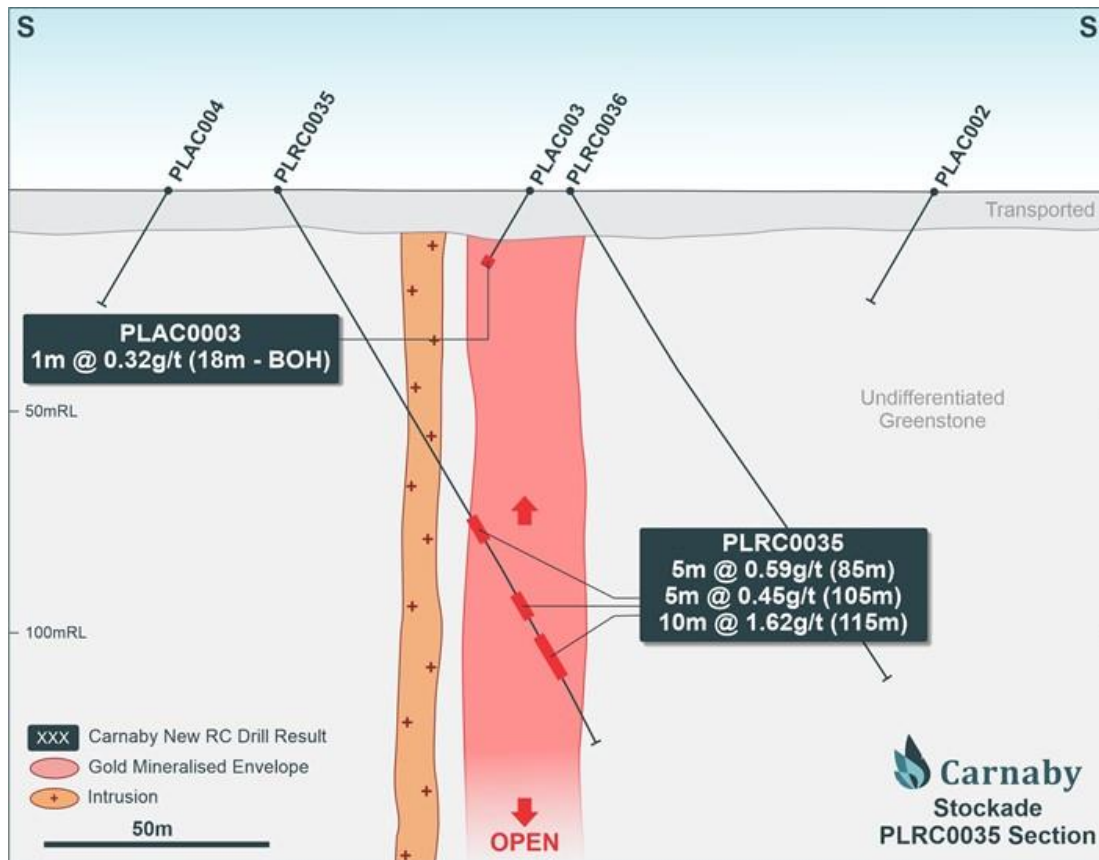 S
S
PLAC004
PLRC0035
PLAC003
PLRC0036
PLAC002
Transported
PLAC0003
1m @ 0.32g/t (18m - BOH)
50mRL
Undifferentiated
Greenstone
PLRC0035
5m @ 0.59g/t (85m)
5m @ 0.45g/t (105m)
10m @ 1.62g/t (115m)
100mRL
XXX Carnaby New RC Drill Result
Gold Mineralised Envelope
+ Intrusion
50m
OPEN
Carnaby
Stockade
PLRC0035 Section